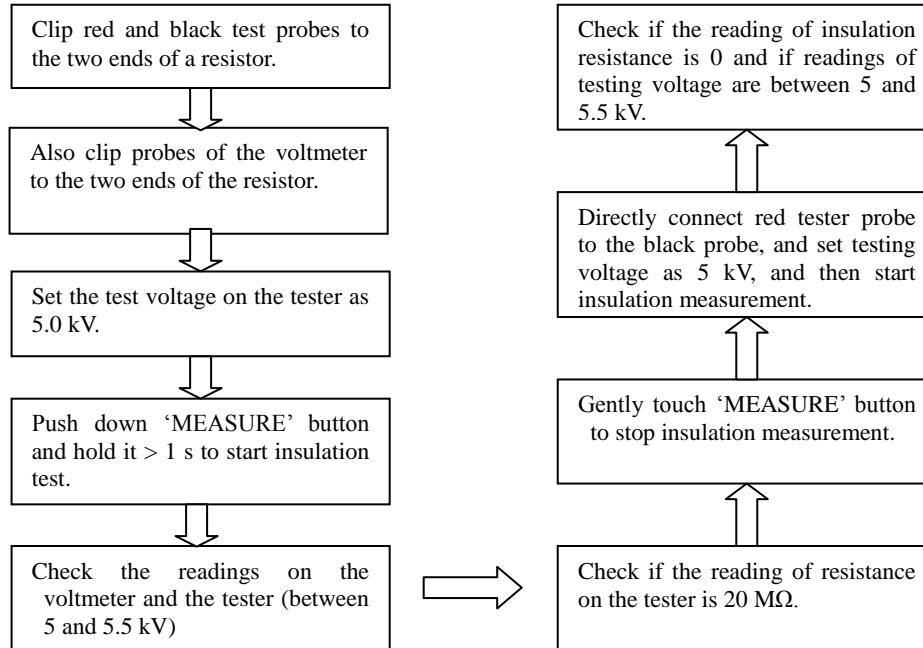 Clip red and black test probes to
the two ends of a resistor.
Also clip probes of the voltmeter
to the two ends of the resistor.
Set the test voltage on the tester as
5.0 kV.
Push down ‘MEASURE’ button
and hold it > 1 s to start insulation
test.
Check the readings on the
voltmeter and the tester (between
5 and 5.5 kV)
Check if the reading of resistance
on the tester is 20 MΩ.
Gently touch ‘MEASURE’ button
to stop insulation measurement.
Directly connect red tester probe
to the black probe, and set testing
voltage as 5 kV, and then start
insulation measurement.
Check if the reading of insulation
resistance is 0 and if readings of
testing voltage are between 5 and
5.5 kV.